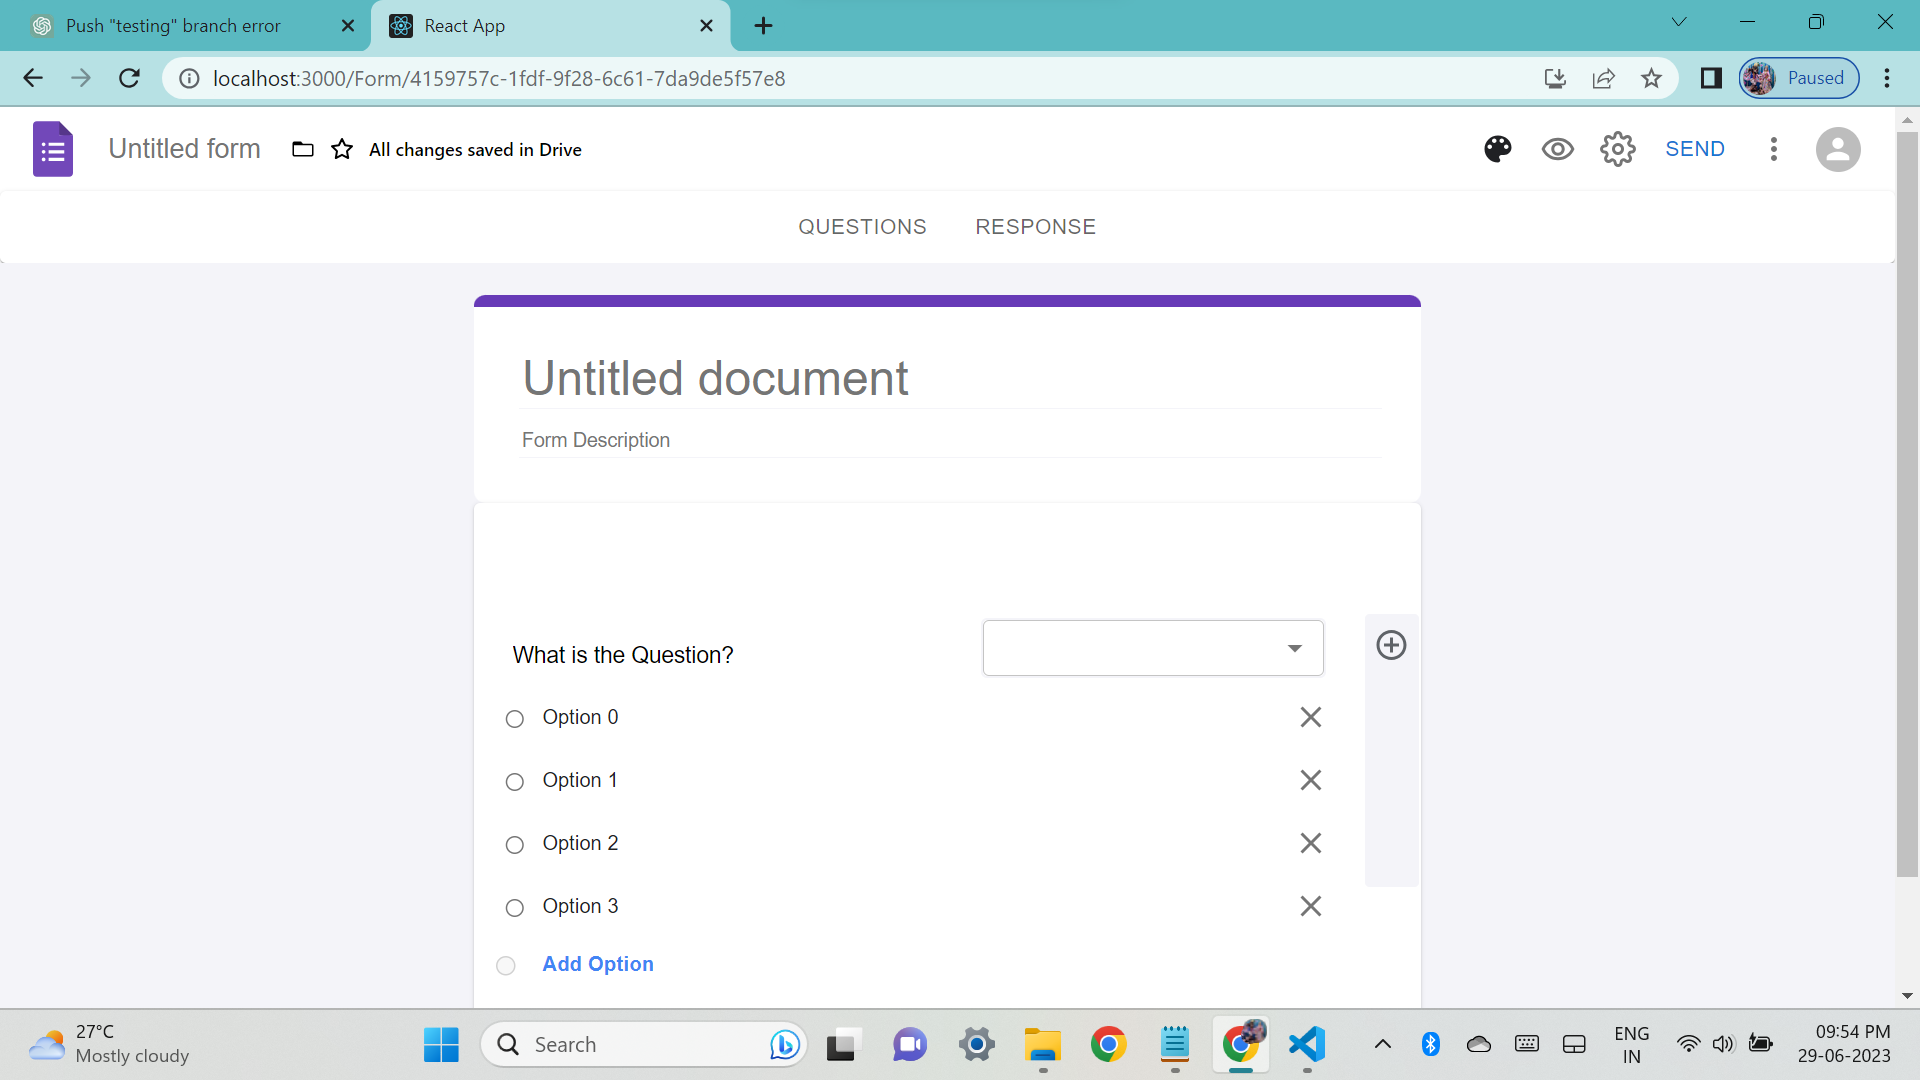 Push "testing" branch error
React App
localhost:3000/Form/4159757c-1fdf-9f28-6c61-7da9de5f57e8
Paused
Untitled form
All changes saved in Drive
SEND
QUESTIONS
RESPONSE
Untitled document
Form Description
What is the Question?
Option 0
Option 1
Option 2
Option 3
Add Option
27°C
Mostly cloudy
Search
ENG
IN
09:54 PM
29-06-2023